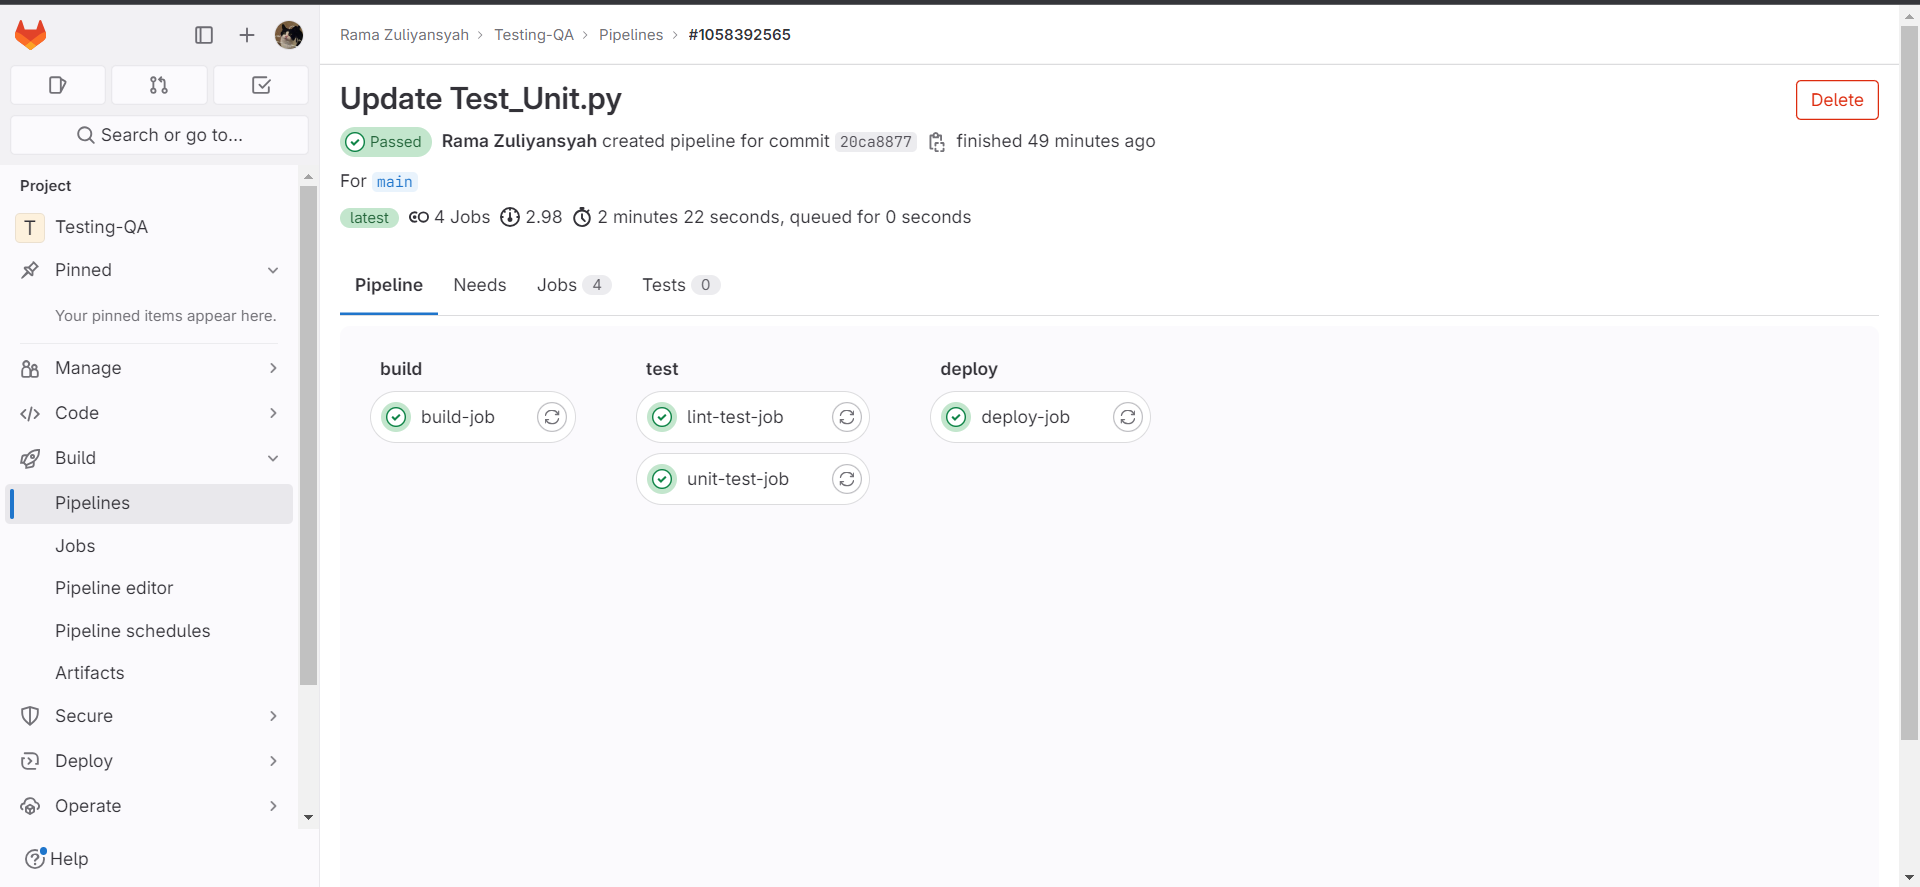 Search or go to...
Project
T Testing-QA
Pinned
Your pinned items appear here.
Manage
Code
Build
Pipelines
Jobs
Pipeline editor
Pipeline schedules
Artifacts
Secure
Deploy
Operate
Help
Rama Zuliyansyah › Testing-QA › Pipelines › #1058392565
Update Test_Unit.py
Delete
Passed Rama Zuliyansyah created pipeline for commit 20ca8877 finished 49 minutes ago
For main
latest 4 Jobs 2.98 2 minutes 22 seconds, queued for 0 seconds
Pipeline Needs Jobs 4 Tests 0
build test deploy
build-job lint-test-job deploy-job
unit-test-job